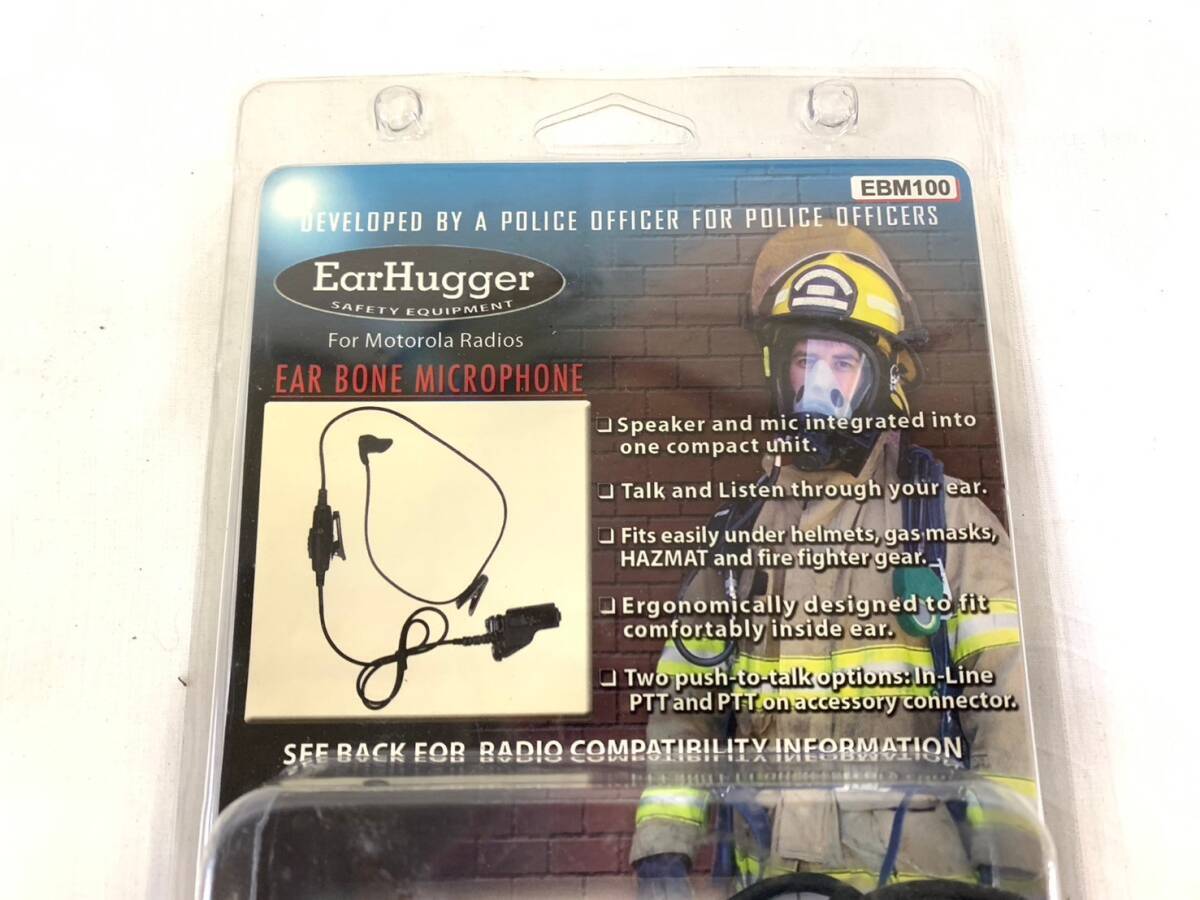 EBM100
DEVELOPED BY A POLICE OFFICER FOR POLICE OFFICERS
EarHugger
SAFETY EQUIPMENT
For Motorola Radios
EAR BONE MICROPHONE
❏ Speaker and mic integrated into
one compact unit.
❏ Talk and Listen through your ear.
❏ Fits easily under helmets, gas masks,
HAZMAT and fire fighter gear.
❏ Ergonomically designed to fit
comfortably inside ear.
❏ Two push-to-talk options: In-Line
PTT and PTT on accessory connector.
SEE BACK FOR RADIO COMPATIBILITY INFORMATION